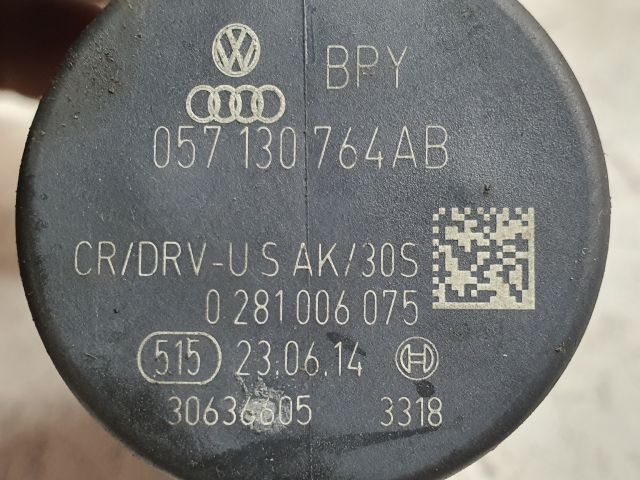 BPY
057 130 764AB
CR/DRV-U S AK/30S
0 281 006 075
515 23.06.14
30636605 3318